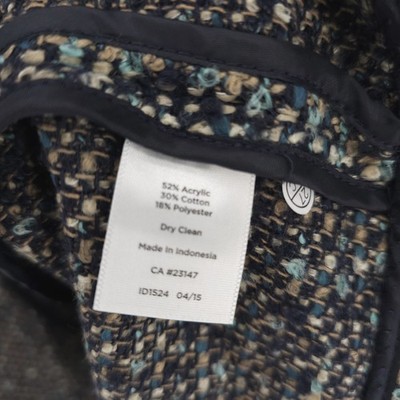 52% Acrylic
30% Cotton
18% Polyester
Dry Clean
Made in Indonesia
CA #23147
ID1524 04/15